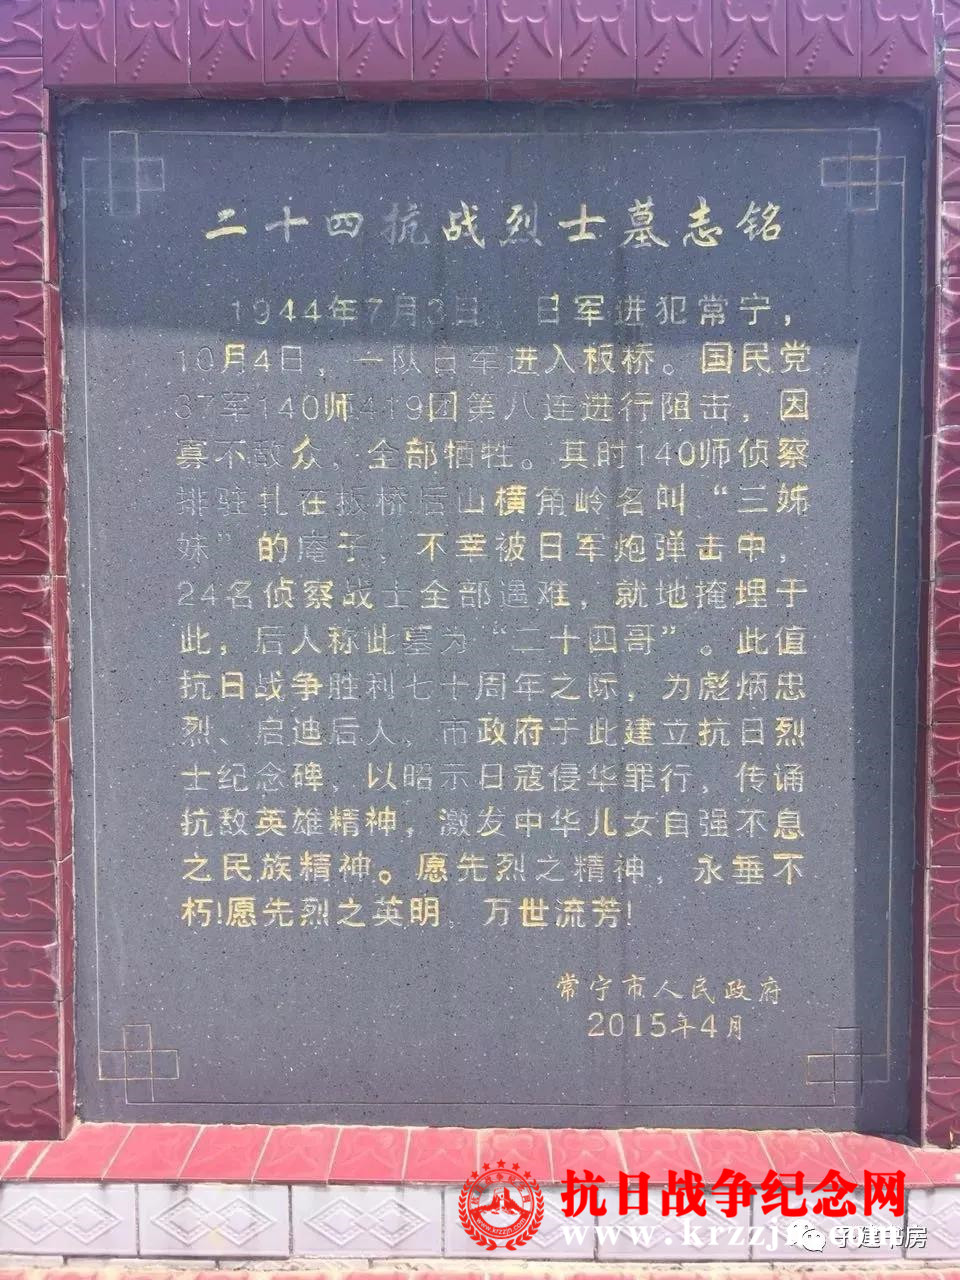 二十四抗战烈士墓志铭
1944年7月3日，日军进犯常宁，
10月4日，一队日军进入板桥。国民党
37军140师419团第八连进行阻击，因
寡不敌众，全部牺牲。其时140师侦察
排驻扎在板桥后山横角岭名叫“三姊
妹”的庵子，不幸被日军炮弹击中，
24名侦察战士全部遇难，就地掩埋于
此，后人称此墓为“二十四哥”。此值
抗日战争胜利七十周年之际，为彪炳忠
烈、启迪后人，市政府于此建立抗日烈
士纪念碑，以昭示日寇侵华罪行，传诵
抗敌英雄精神，激发中华儿女自强不息
之民族精神。愿先烈之精神，永垂不
朽!愿先烈之英明，万世流芳!
常宁市人民政府
2015年4月
抗日战争纪念网
www.krzzjn.com
子建书房